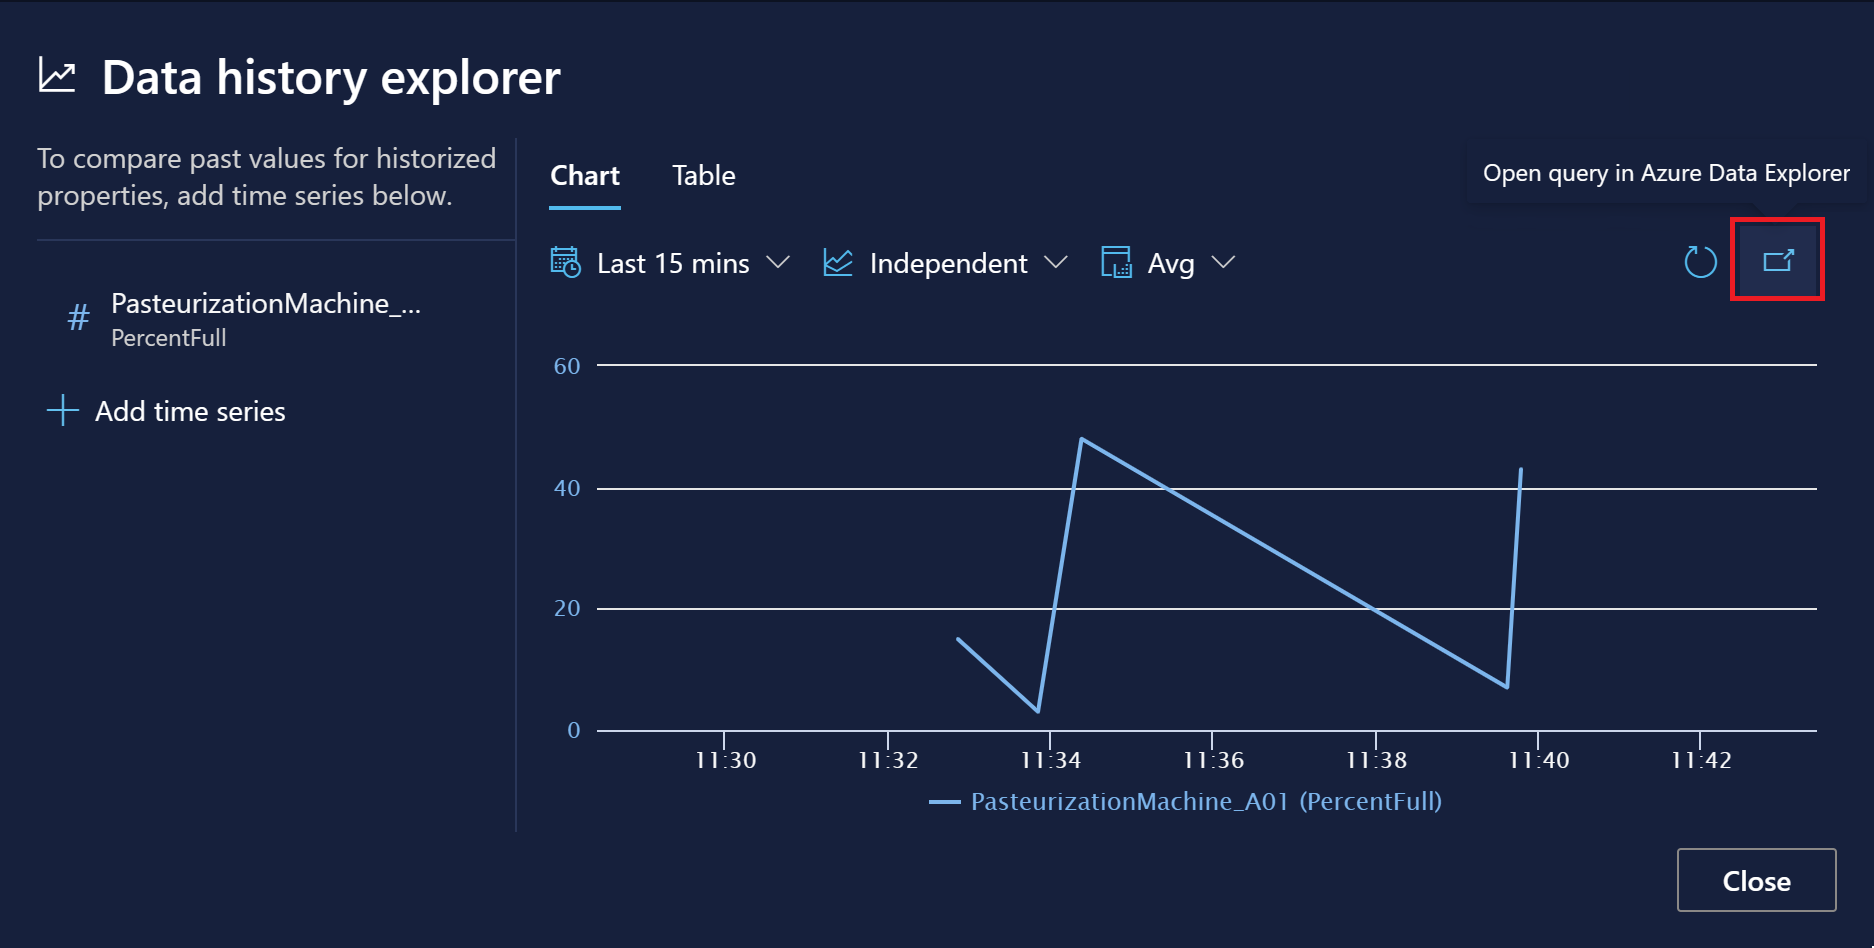 Data history explorer
To compare past values for historized
properties, add time series below.
# PasteurizationMachine_...
PercentFull
Add time series
Chart Table
Open query in Azure Data Explorer
Last 15 mins Independent Avg
60
40
20
0
11:30 11:32 11:34 11:36 11:38 11:40 11:42
PasteurizationMachine_A01 (PercentFull)
Close